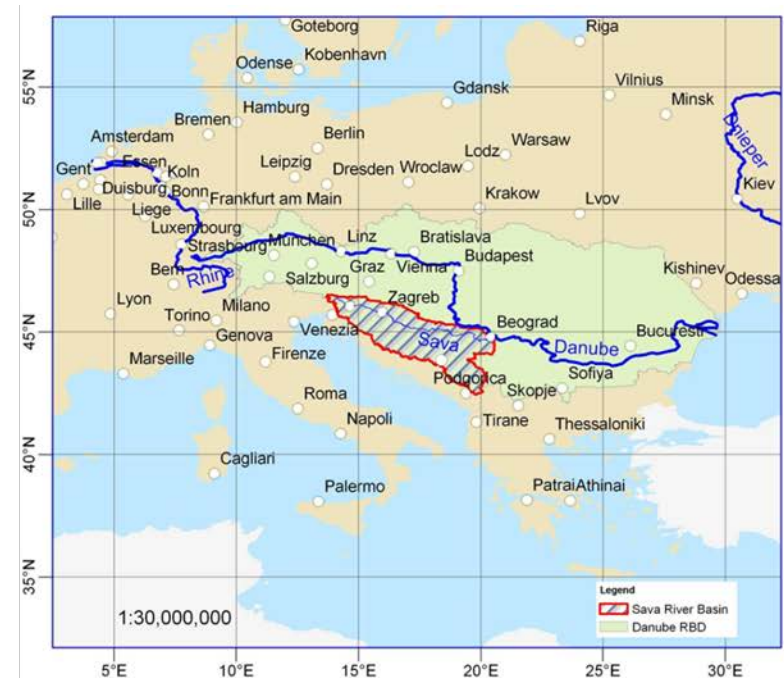 Goteborg
Riga
Kobenhavn
Odense
55°N
Vilnius
Gdansk
Minsk
Hamburg
Bremen
Dnieper
Amsterdam
Berlin
Warsaw
Essen
Leipzig
Lodz
Koln
Dresden
Wroclaw
Gent
Duisburg
Bonn
Kiev
Frankfurt am Main
Krakow
Lvov
50°N
Lille
Liege
Luxembourg
Strasbourg
Munchen
Linz
Bratislava
Vienna
Budapest
Bern
Rhine
Salzburg
Graz
Kishinev
Odessa
Lyon
Milano
Zagreb
Torino
Venezia
Beograd
Bucuresti
45°N
Genova
Sava
Danube
Marseille
Firenze
Podgorica
Sofiya
Skopje
Roma
Napoli
Tirane
Thessaloniki
40°N
Cagliari
Palermo
Patrai
Athinai
35°N
Legend
Sava River Basin
Danube RBD
1:30,000,000
5°E 10°E 15°E 20°E 25°E 30°E